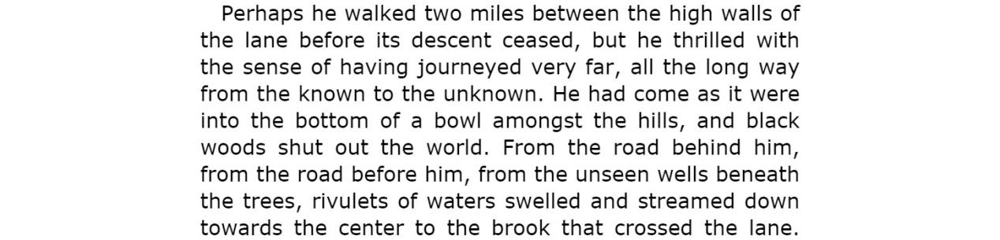 Perhaps he walked two miles between the high walls of
the lane before its descent ceased, but he thrilled with
the sense of having journeyed very far, all the long way
from the known to the unknown. He had come as it were
into the bottom of a bowl amongst the hills, and black
woods shut out the world. From the road behind him,
from the road before him, from the unseen wells beneath
the trees, rivulets of waters swelled and streamed down
towards the center to the brook that crossed the lane.